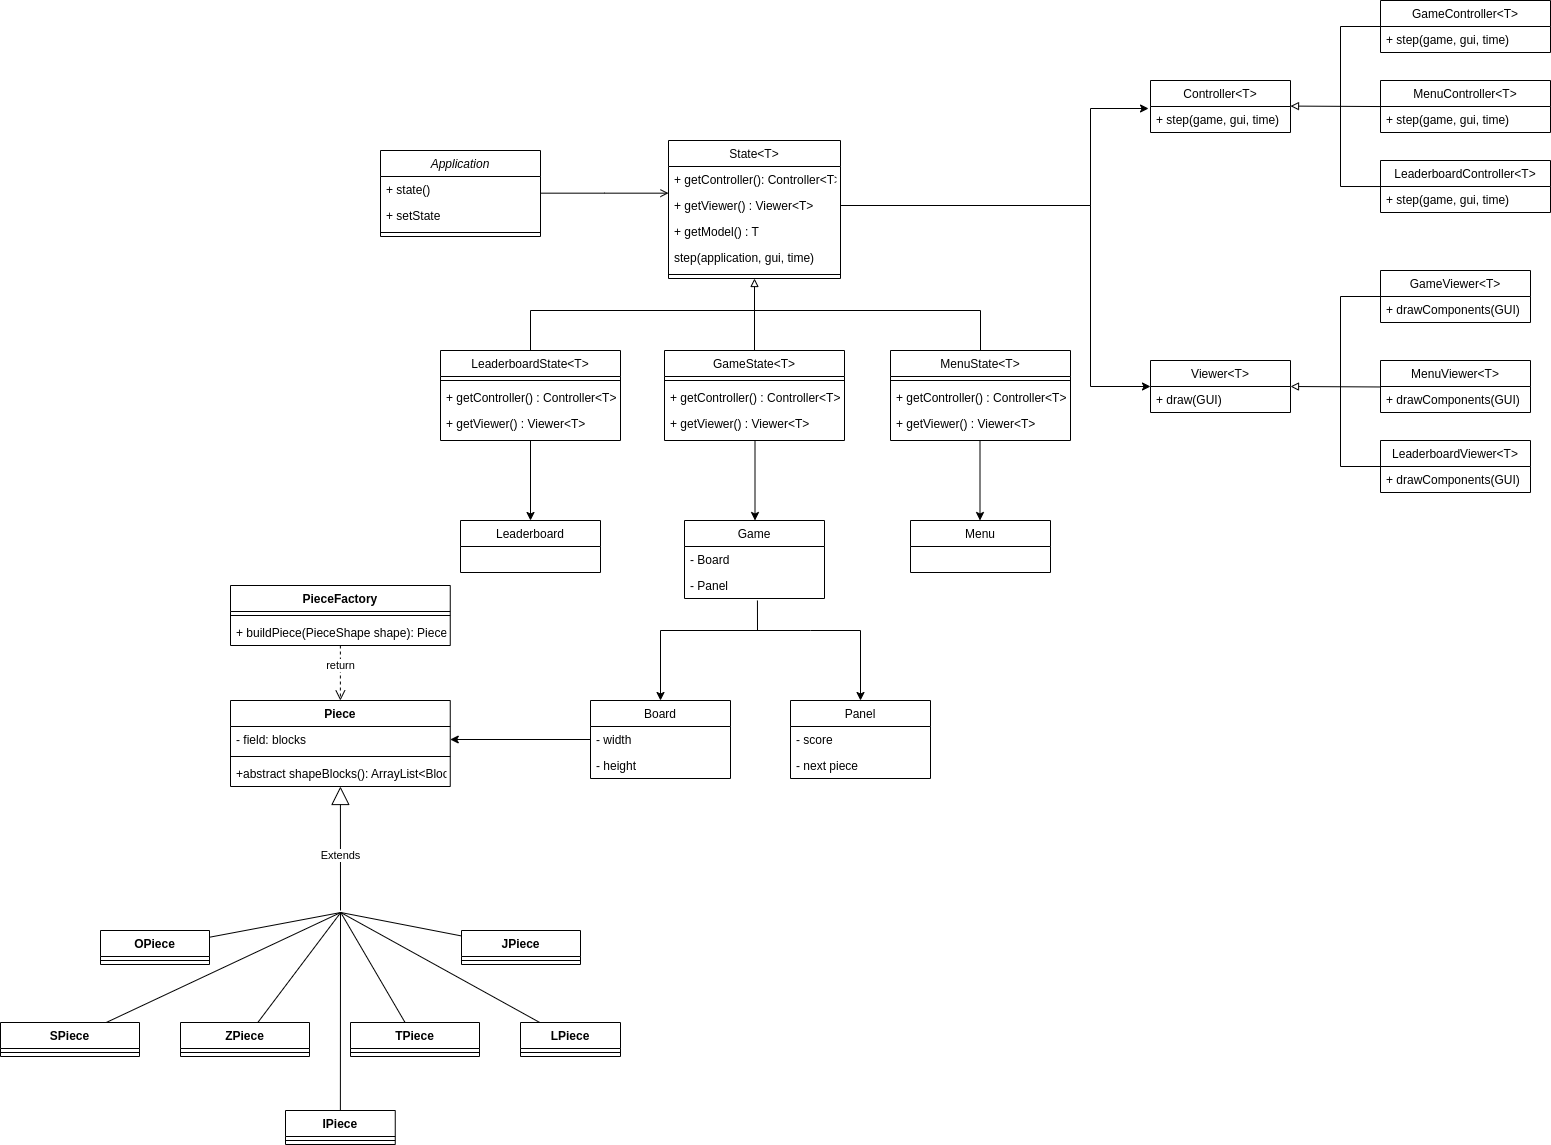 GameController<T>
+ step(game, gui, time)
Controller<T>
+ step(game, gui, time)
MenuController<T>
+ step(game, gui, time)
LeaderboardController<T>
+ step(game, gui, time)
Application
+ state()
+ setState
State<T>
+ getController(): Controller<T>
+ getViewer() : Viewer<T>
+ getModel() : T
step(application, gui, time)
GameViewer<T>
+ drawComponents(GUI)
Viewer<T>
+ draw(GUI)
MenuViewer<T>
+ drawComponents(GUI)
LeaderboardViewer<T>
+ drawComponents(GUI)
LeaderboardState<T>
+ getController() : Controller<T>
+ getViewer() : Viewer<T>
GameState<T>
+ getController() : Controller<T>
+ getViewer() : Viewer<T>
MenuState<T>
+ getController() : Controller<T>
+ getViewer() : Viewer<T>
Leaderboard
Game
- Board
- Panel
Menu
PieceFactory
+ buildPiece(PieceShape shape): Piece
return
Piece
- field: blocks
+abstract shapeBlocks(): ArrayList<Bloc
Board
- width
- height
Panel
- score
- next piece
Extends
OPiece
JPiece
SPiece
ZPiece
TPiece
LPiece
IPiece